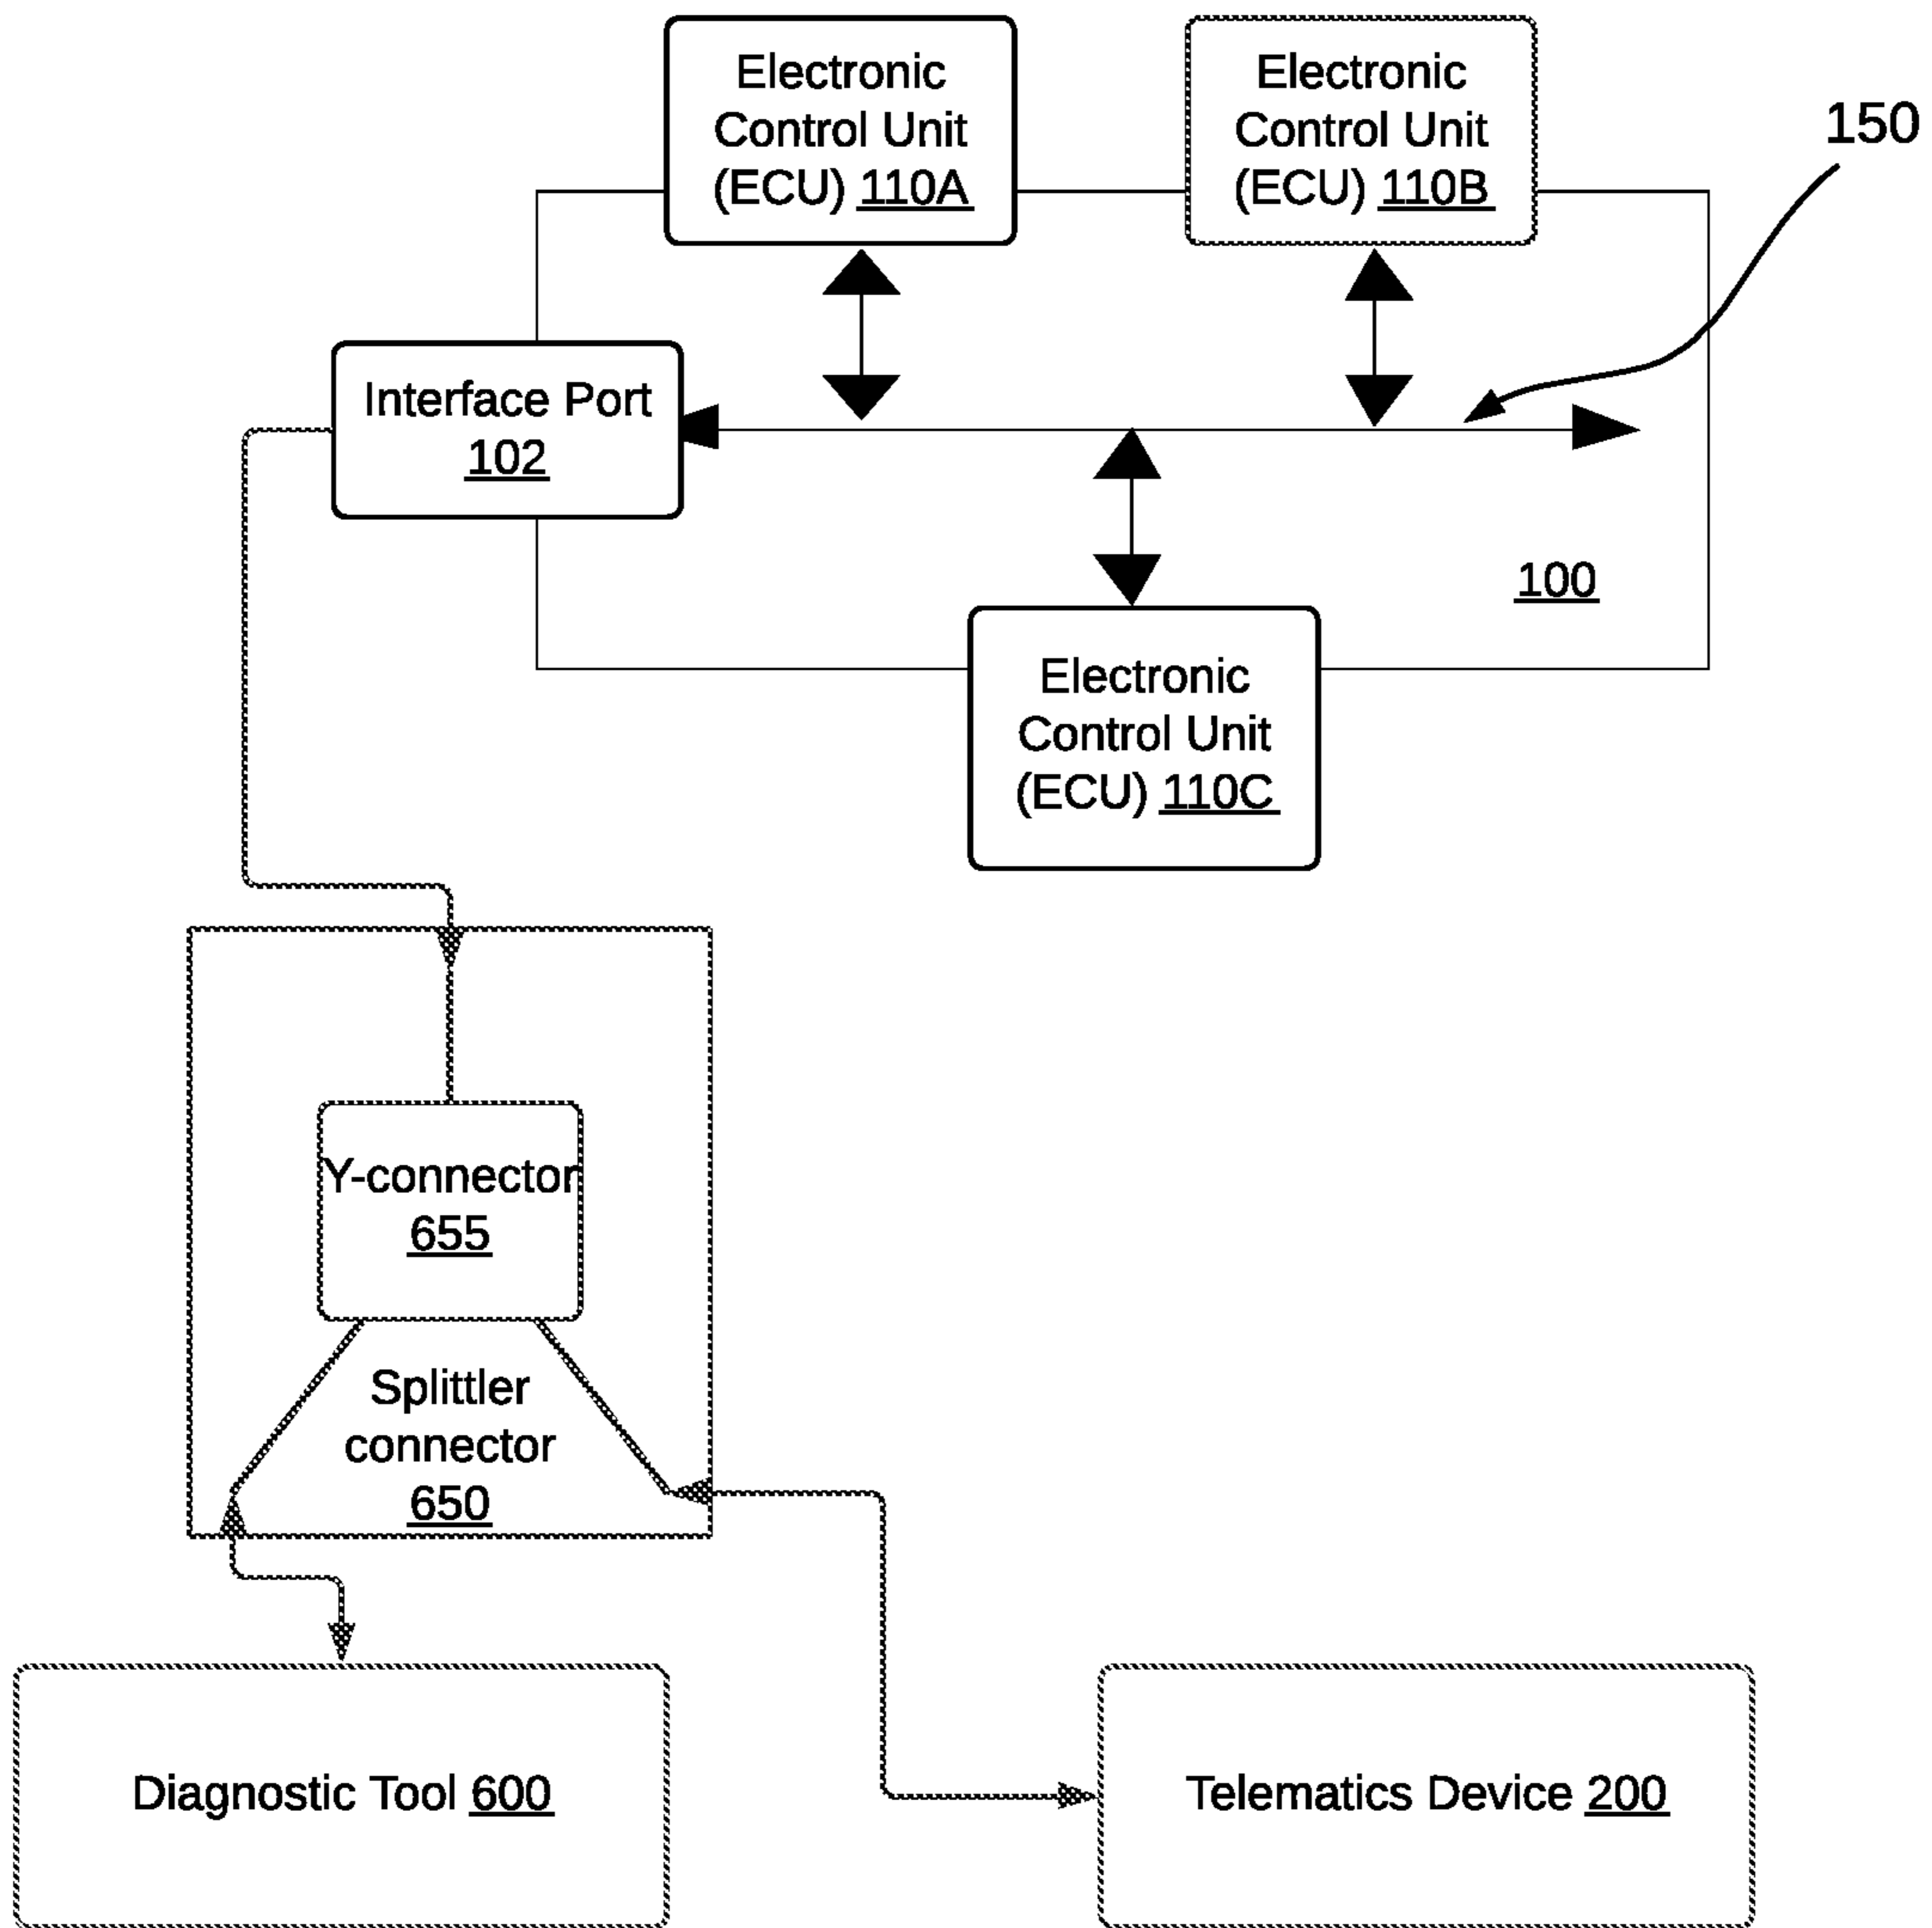 Electronic
Control Unit
(ECU) 110A
Electronic
Control Unit
(ECU) 110B
150
Interface Port
102
100
Electronic
Control Unit
(ECU) 110C
Y-connector
655
Splittler
connector
650
Diagnostic Tool 600
Telematics Device 200